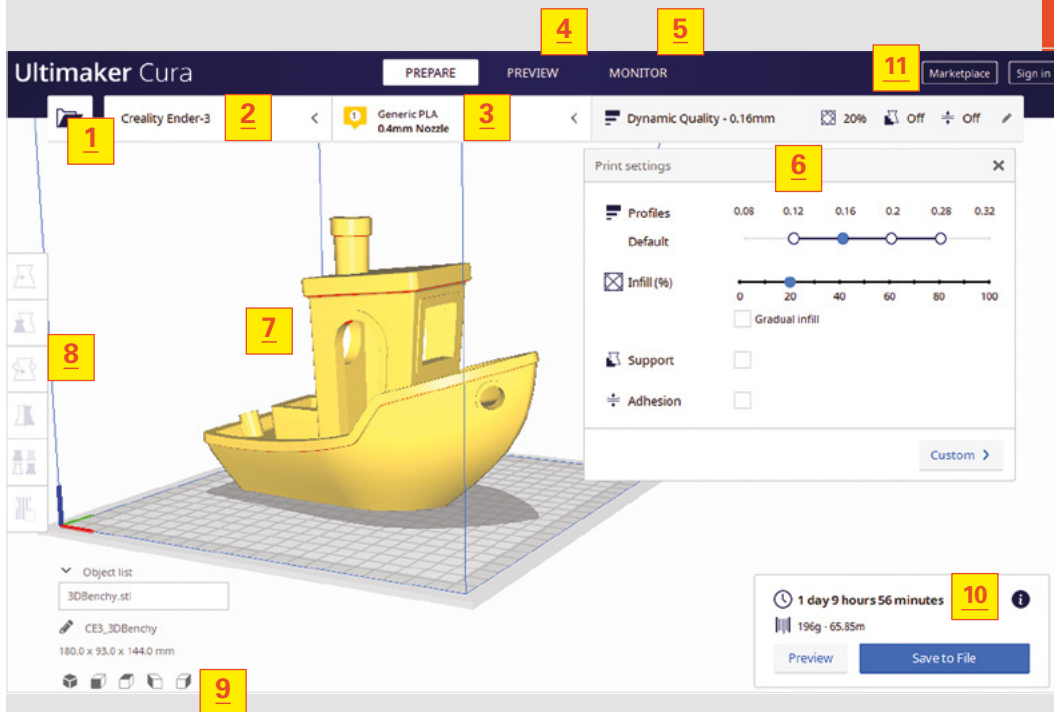 4
5
Ultimaker Cura
PREPARE
PREVIEW
MONITOR
11
Marketplace
Sign in
1
Creality Ender-3
2
1
Generic PLA
0.4mm Nozzle
3
Dynamic Quality - 0.16mm
20%
Off
Off
Print settings
6
Profiles
0.08 0.12 0.16 0.2 0.28 0.32
Default
Infill (%)
0 20 40 60 80 100
Gradual infill
Support
Adhesion
Custom
7
8
Object list
3DBenchy.stl
CE3_3DBenchy
180.0 x 93.0 x 144.0 mm
9
1 day 9 hours 56 minutes
10
196g · 65.85m
Preview
Save to File